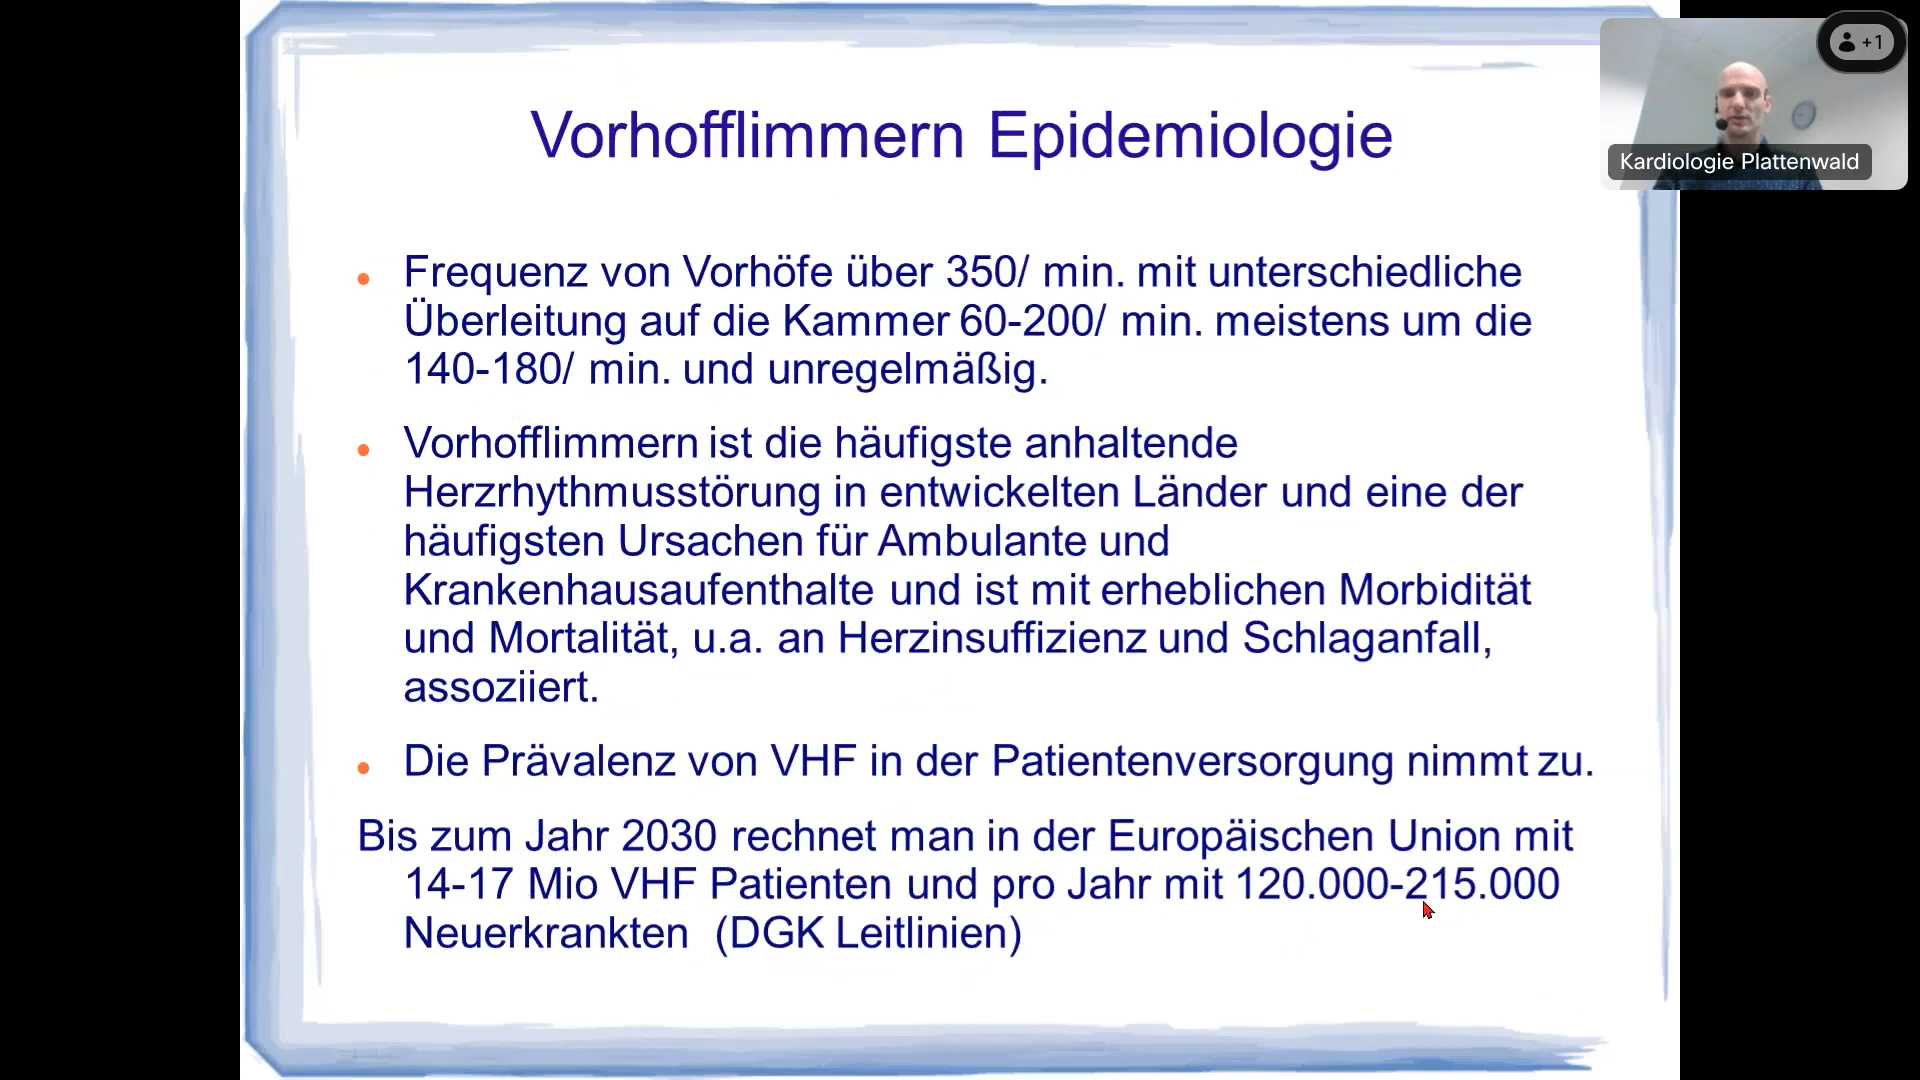 Vorhofflimmern Epidemiologie
+1
Kardiologie Plattenwald
Frequenz von Vorhöfe über 350/ min. mit unterschiedliche
Überleitung auf die Kammer 60-200/ min. meistens um die
140-180/ min. und unregelmäßig.
Vorhofflimmern ist die häufigste anhaltende
Herzrhythmusstörung in entwickelten Länder und eine der
häufigsten Ursachen für Ambulante und
Krankenhausaufenthalte und ist mit erheblichen Morbidität
und Mortalität, u.a. an Herzinsuffizienz und Schlaganfall,
assoziiert.
Die Prävalenz von VHF in der Patientenversorgung nimmt zu.
Bis zum Jahr 2030 rechnet man in der Europäischen Union mit
14-17 Mio VHF Patienten und pro Jahr mit 120.000-215.000
Neuerkrankten (DGK Leitlinien)